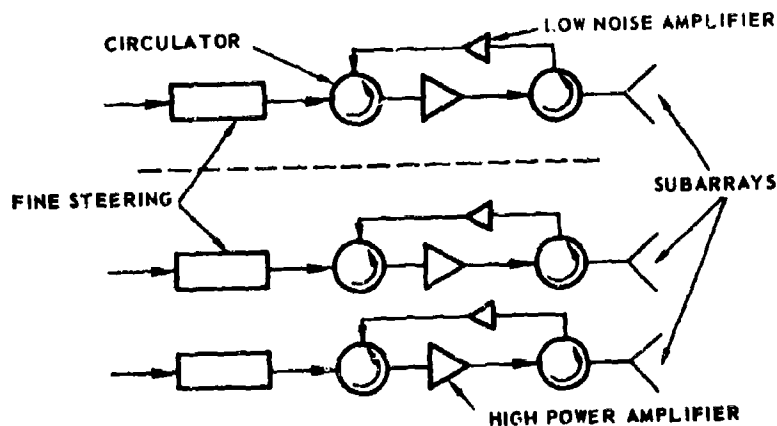 LOW NOISE AMPLIFIER
CIRCULATOR
FINE STEERING
SUBARRAYS
HIGH POWER AMPLIFIER